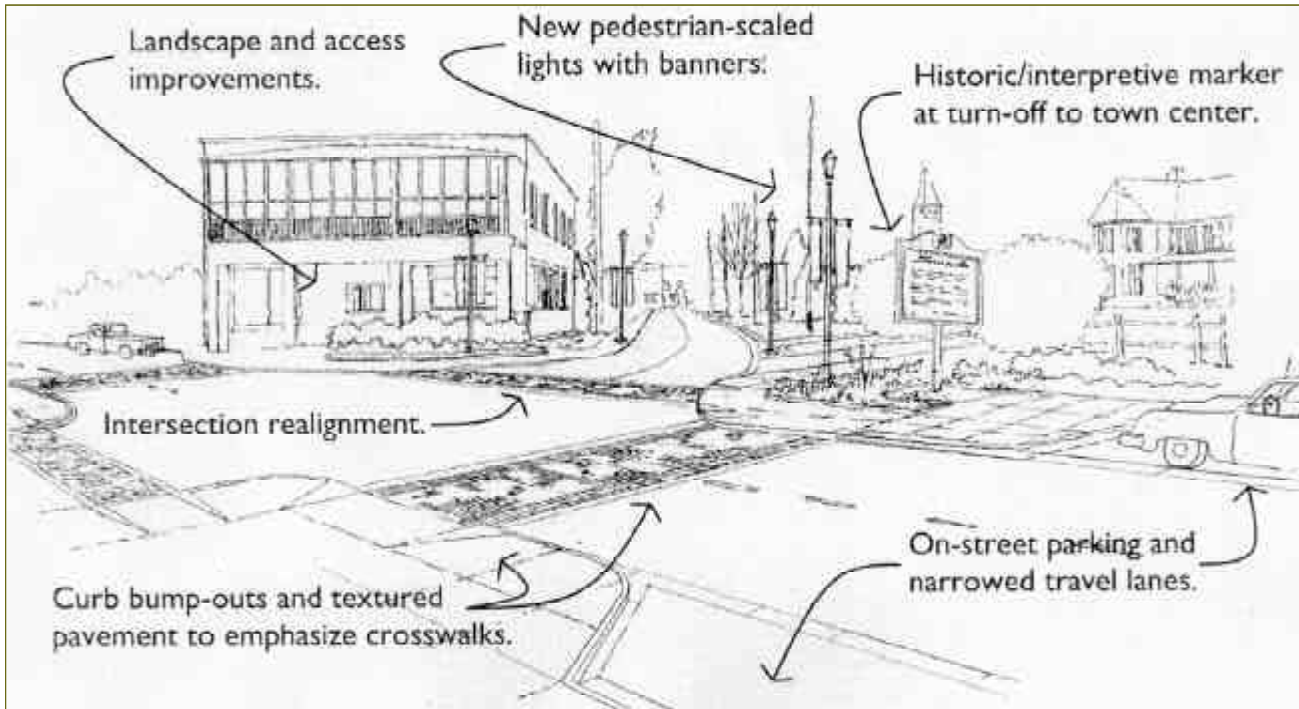 Landscape and access
improvements.
New pedestrian-scaled
lights with banners.
Historic/interpretive marker
at turn-off to town center.
Intersection realignment.
Curb bump-outs and textured
pavement to emphasize crosswalks.
On-street parking and
narrowed travel lanes.